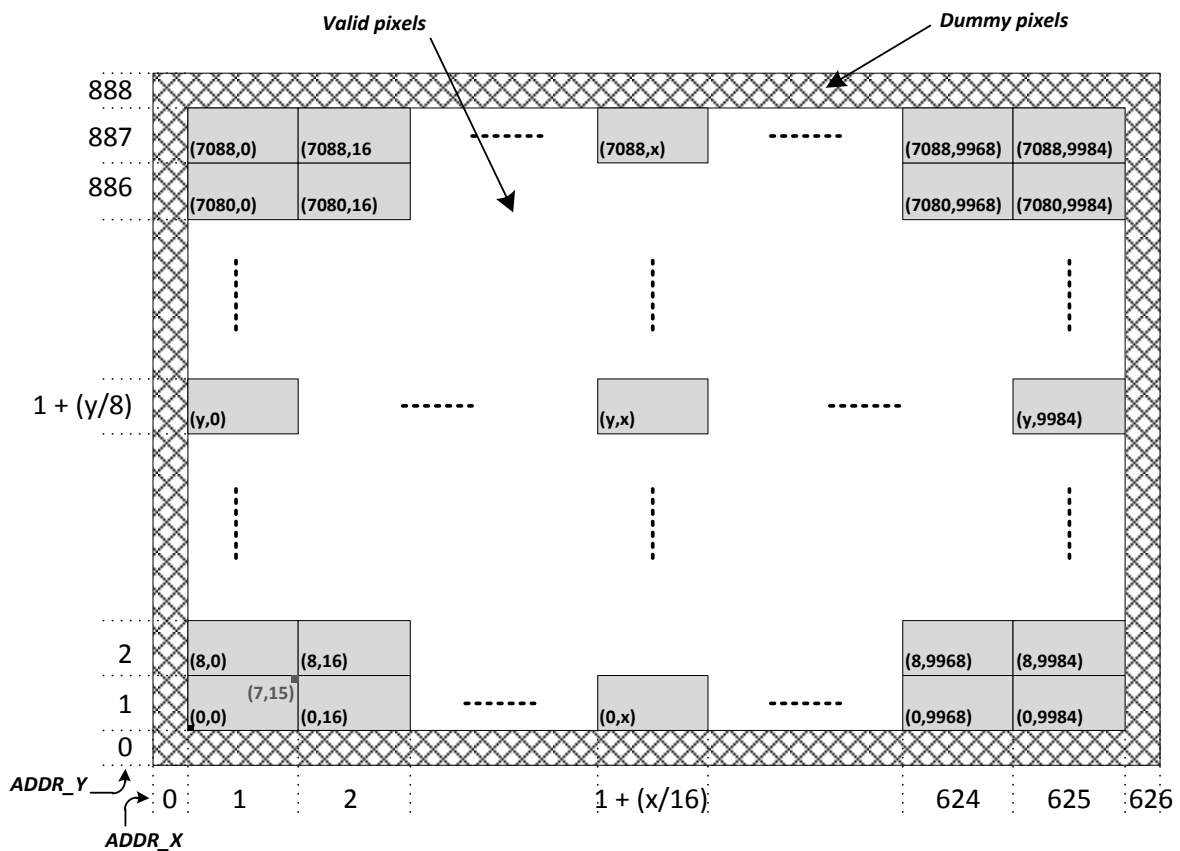 Valid pixels
Dummy pixels
888
887
(7088,0)
(7088,16
(7088,x)
(7088,9968)
(7088,9984)
886
(7080,0)
(7080,16)
(7080,9968)
(7080,9984)
1 + (y/8)
(y,0)
(y,x)
(y,9984)
2
(8,0)
(8,16)
(8,9968)
(8,9984)
(7,15)
1
(0,0)
(0,16)
(0,x)
(0,9968)
(0,9984)
0
ADDR_Y
0
1
2
1 + (x/16)
624
625
626
ADDR_X